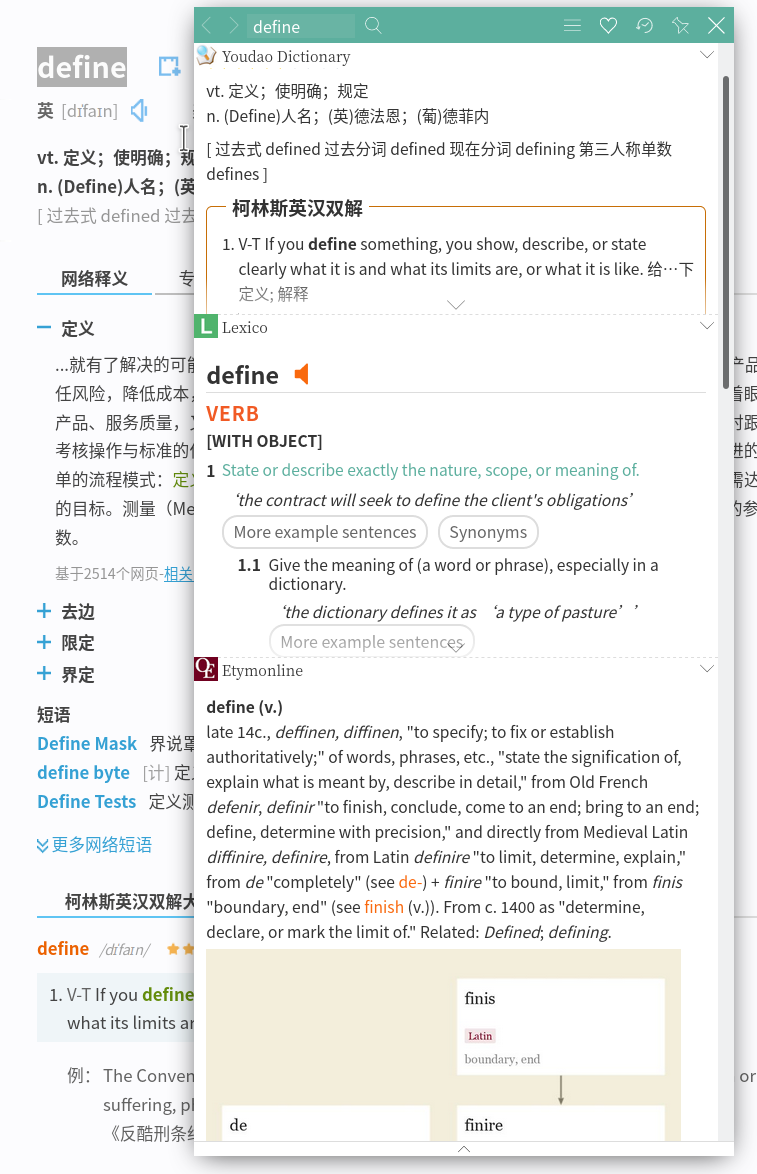 define
define
英 [dɪˈfaɪn]
vt. 定义；使明确；规
n. (Define)人名；(英
[ 过去式 defined 过去
网络释义 专
定义
...就有了解决的可能
任风险，降低成本，
产品、服务质量，
考核操作与标准的
单的流程模式：定
的目标。测量（Me
数。
基于2514个网页-相关
去边
限定
界定
短语
Define Mask 界说罩
define byte [计] 定
Define Tests 定义测
更多网络短语
柯林斯英汉双解大
define /dɪˈfaɪn/
1. V-T If you define
what its limits ar
例： The Conven
suffering, pl
《反酷刑条约
Youdao Dictionary
vt. 定义；使明确；规定
n. (Define)人名；(英)德法恩；(葡)德菲内
[ 过去式 defined 过去分词 defined 现在分词 defining 第三人称单数
defines ]
柯林斯英汉双解
1. V-T If you define something, you show, describe, or state
clearly what it is and what its limits are, or what it is like. 给…下
定义; 解释
L Lexico
define
VERB
[WITH OBJECT]
1 State or describe exactly the nature, scope, or meaning of.
‘the contract will seek to define the client's obligations’
More example sentences Synonyms
1.1 Give the meaning of (a word or phrase), especially in a
dictionary.
‘the dictionary defines it as ‘a type of pasture’ ’
More example sentences
OE Etymonline
define (v.)
late 14c., deffinen, diffinen, "to specify; to fix or establish
authoritatively;" of words, phrases, etc., "state the signification of,
explain what is meant by, describe in detail," from Old French
defenir, definir "to finish, conclude, come to an end; bring to an end;
define, determine with precision," and directly from Medieval Latin
diffinire, definire, from Latin definire "to limit, determine, explain,"
from de "completely" (see de-) + finire "to bound, limit," from finis
"boundary, end" (see finish (v.)). From c. 1400 as "determine,
declare, or mark the limit of." Related: Defined; defining.
finis
Latin
boundary, end
de finire
or